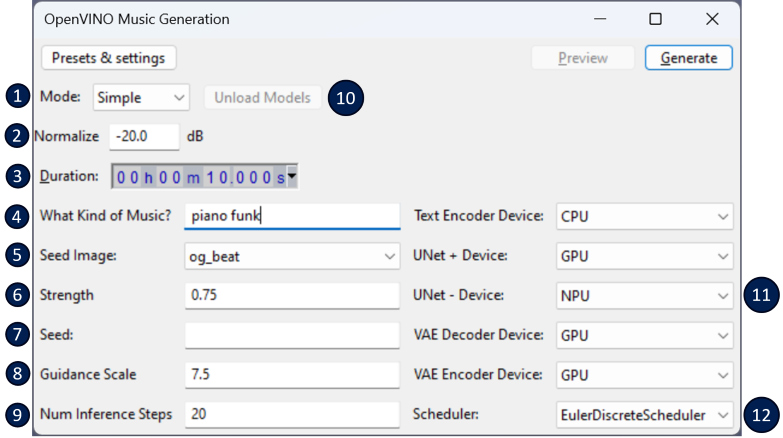 OpenVINO Music Generation
Presets & settings Preview Generate
1 Mode: Simple Unload Models 10
2 Normalize -20.0 dB
3 Duration: 00h00m10.000s
4 What Kind of Music? piano funk Text Encoder Device: CPU
5 Seed Image: og_beat UNet + Device: GPU
6 Strength 0.75 UNet - Device: NPU 11
7 Seed: VAE Decoder Device: GPU
8 Guidance Scale 7.5 VAE Encoder Device: GPU
9 Num Inference Steps 20 Scheduler: EulerDiscreteScheduler 12